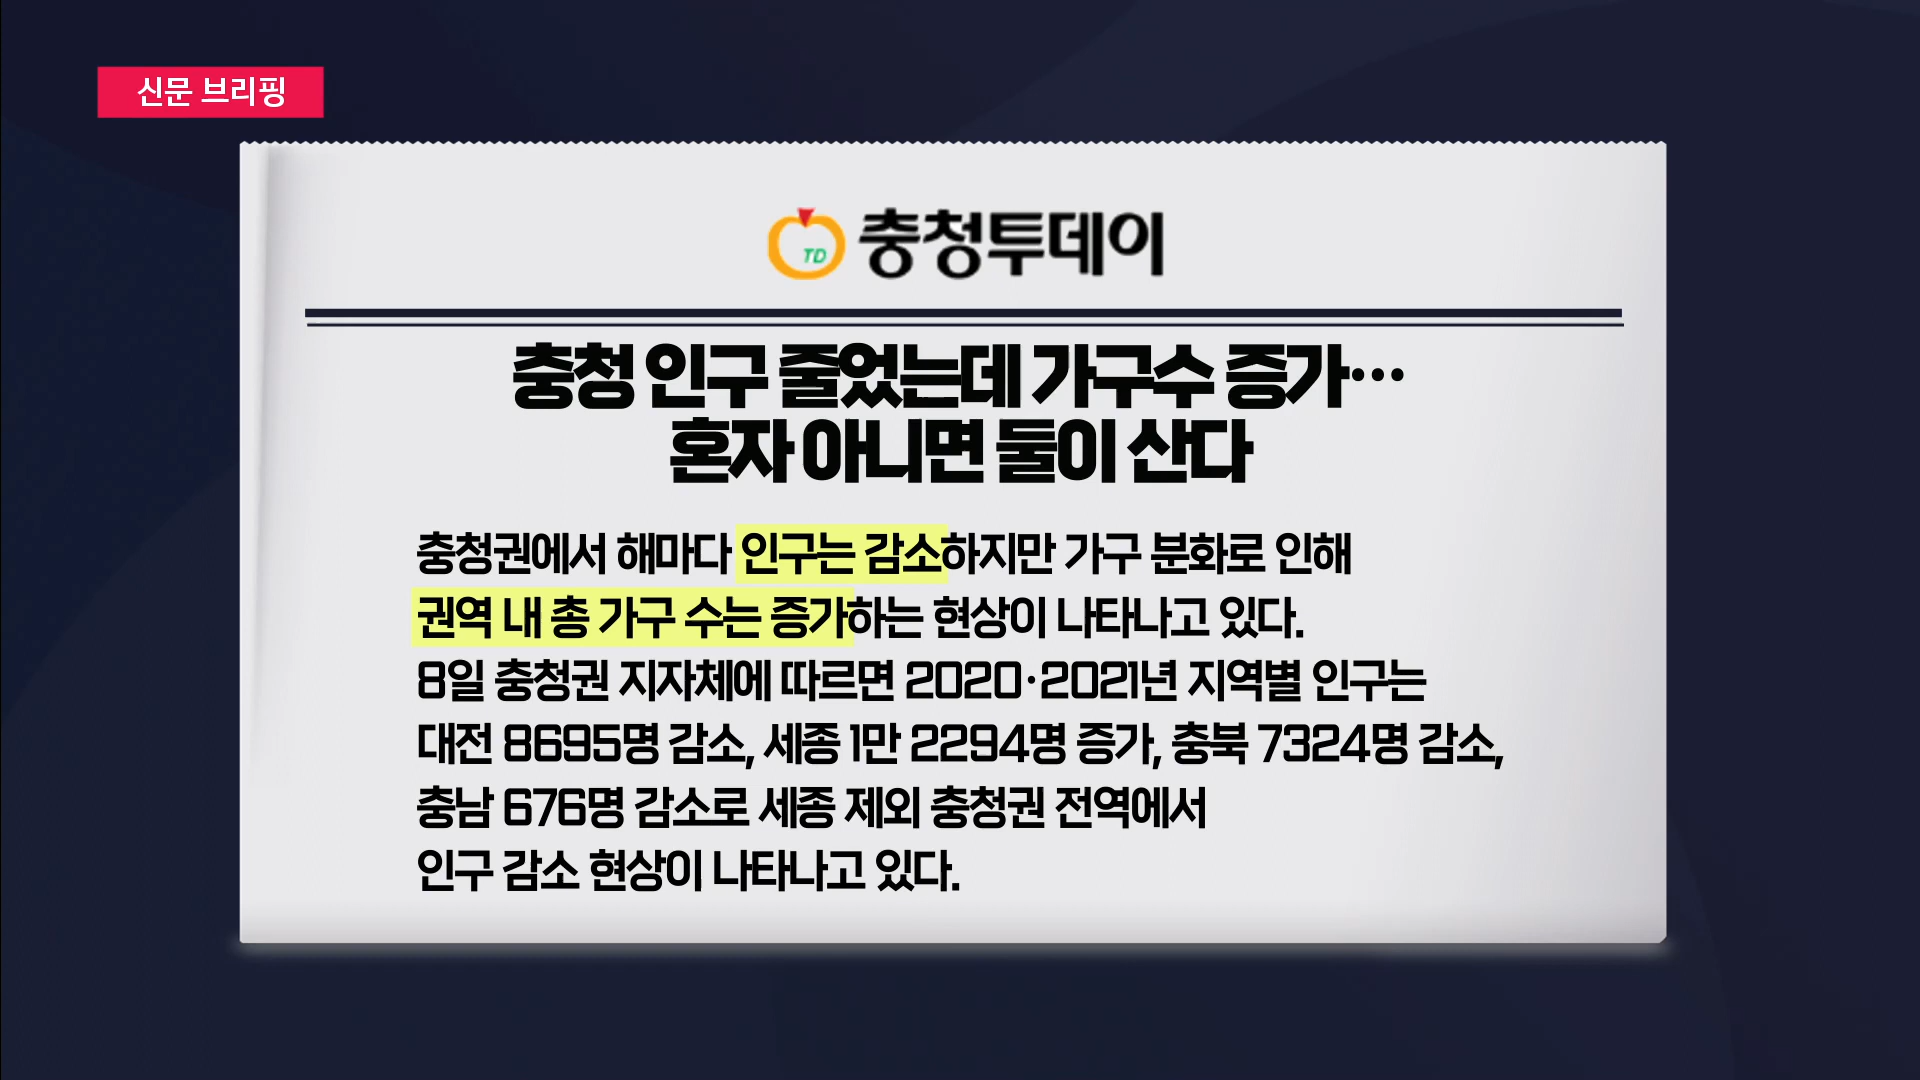 신문 브리핑
TD 충청투데이
충청 인구 줄었는데 가구수 증가…
혼자 아니면 둘이 산다
충청권에서 해마다 인구는 감소하지만 가구 분화로 인해
권역 내 총 가구 수는 증가하는 현상이 나타나고 있다.
8일 충청권 지자체에 따르면 2020·2021년 지역별 인구는
대전 8695명 감소, 세종 1만 2294명 증가, 충북 7324명 감소,
충남 676명 감소로 세종 제외 충청권 전역에서
인구 감소 현상이 나타나고 있다.